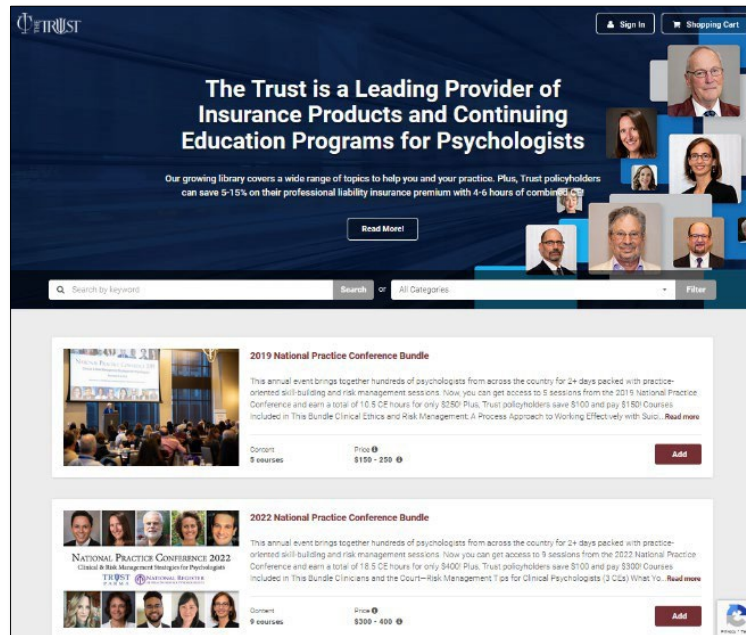 THE TRUST
Sign In
Shopping Cart
The Trust is a Leading Provider of
Insurance Products and Continuing
Education Programs for Psychologists
Our growing library covers a wide range of topics to help you and your practice. Plus, Trust policyholders
can save 5-15% on their professional liability insurance premium with 4-6 hours of combined CE!
Read More!
Search by keyword
Search
or
All Categories
Filter
2019 National Practice Conference Bundle
This annual event brings together hundreds of psychologists from across the country for 2+ days packed with practice-
oriented skill-building and risk management sessions. Now, you can get access to 5 sessions from the 2019 National Practice
Conference and earn a total of 10.5 CE hours for only $250! Plus, Trust policyholders save $100 and pay $150! Courses
Included in This Bundle Clinical Ethics and Risk Management: A Process Approach to Working Effectively with Suici...Read more
Content
5 courses
Price
$150 - 250
Add
2022 National Practice Conference Bundle
This annual event brings together hundreds of psychologists from across the country for 2+ days packed with practice-
oriented skill-building and risk management sessions. Now you can get access to 9 sessions from the 2022 National Practice
Conference and earn a total of 18.5 CE hours for only $400! Plus, Trust policyholders save $100 and pay $300! Courses
Included in This Bundle Clinicians and the Court—Risk Management Tips for Clinical Psychologists (3 CEs) What Yo...Read more
NATIONAL PRACTICE CONFERENCE 2022
Clinical & Risk Management Strategies for Psychologists
TRUST
PARMA
NATIONAL REGISTER
Content
9 courses
Price
$300 - 400
Add